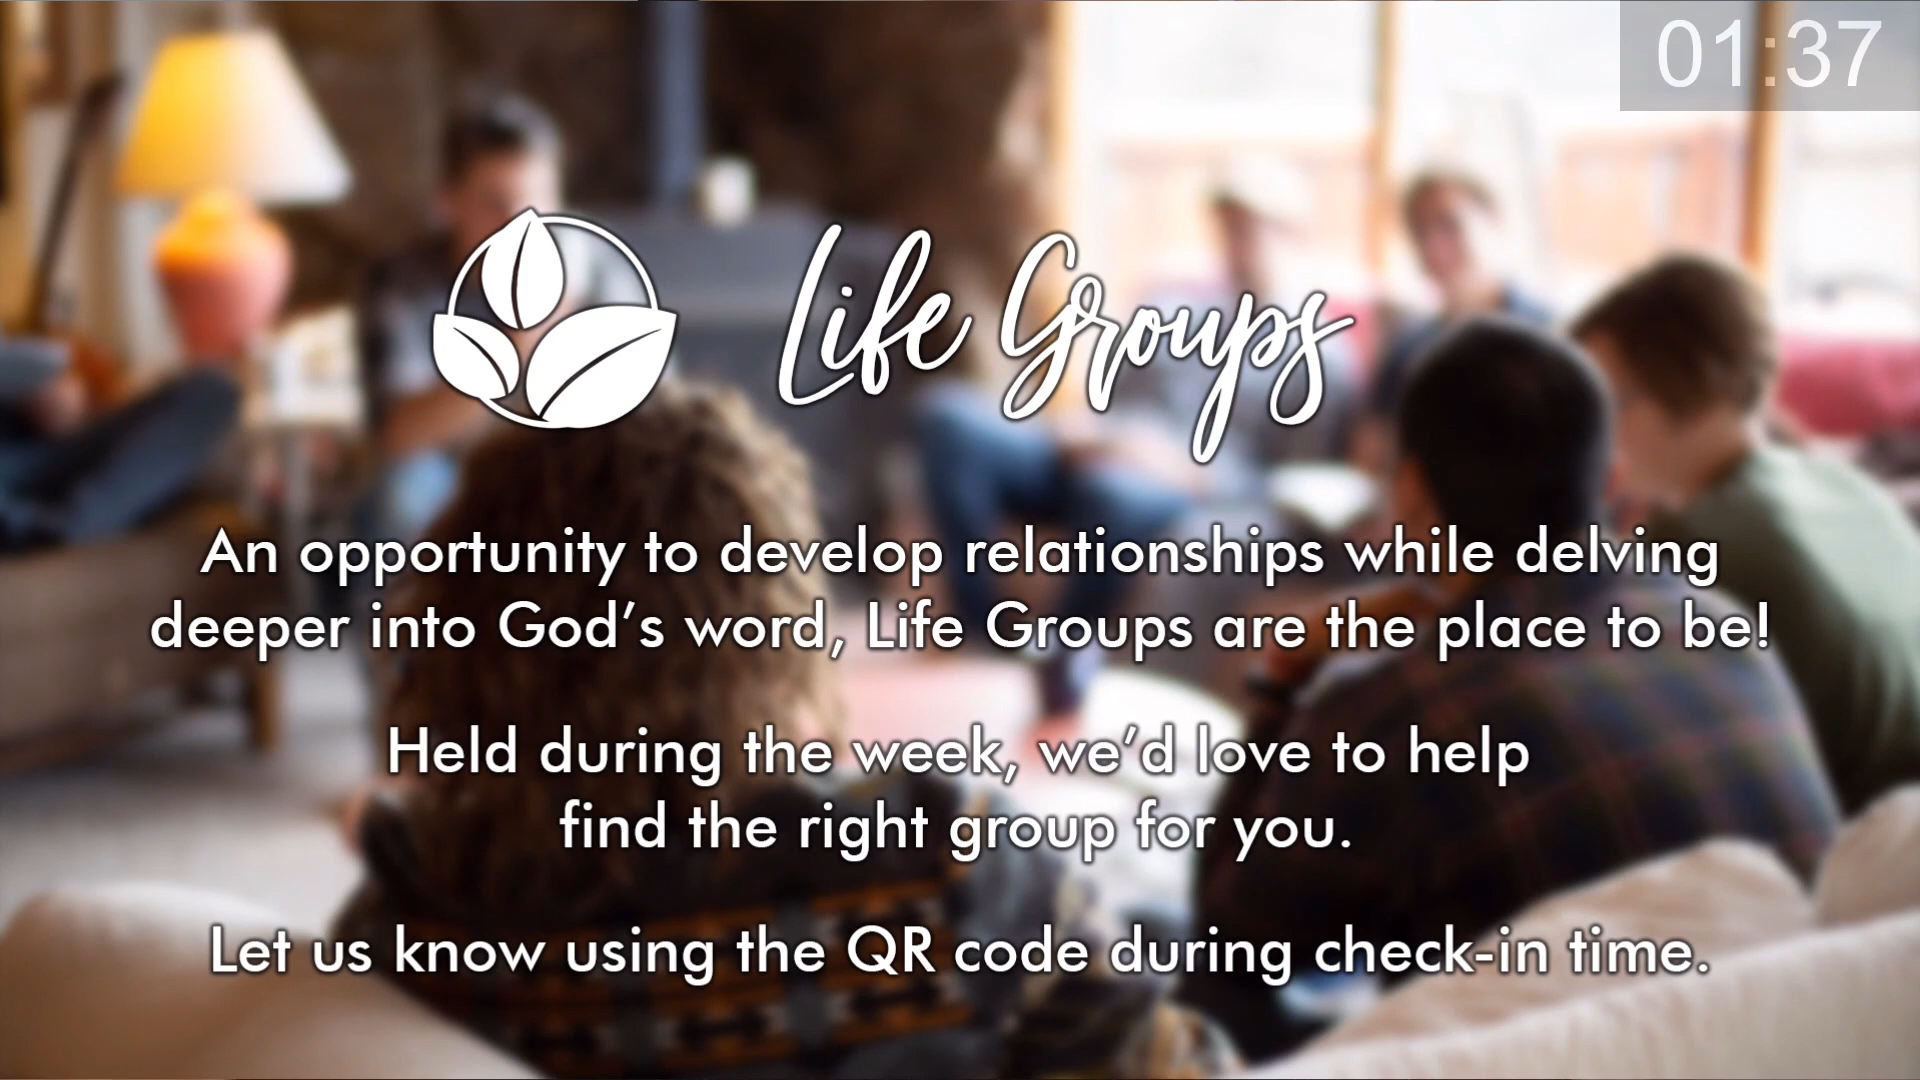 01:37
Life Groups
An opportunity to develop relationships while delving
deeper into God’s word, Life Groups are the place to be!
Held during the week, we’d love to help
find the right group for you.
Let us know using the QR code during check-in time.